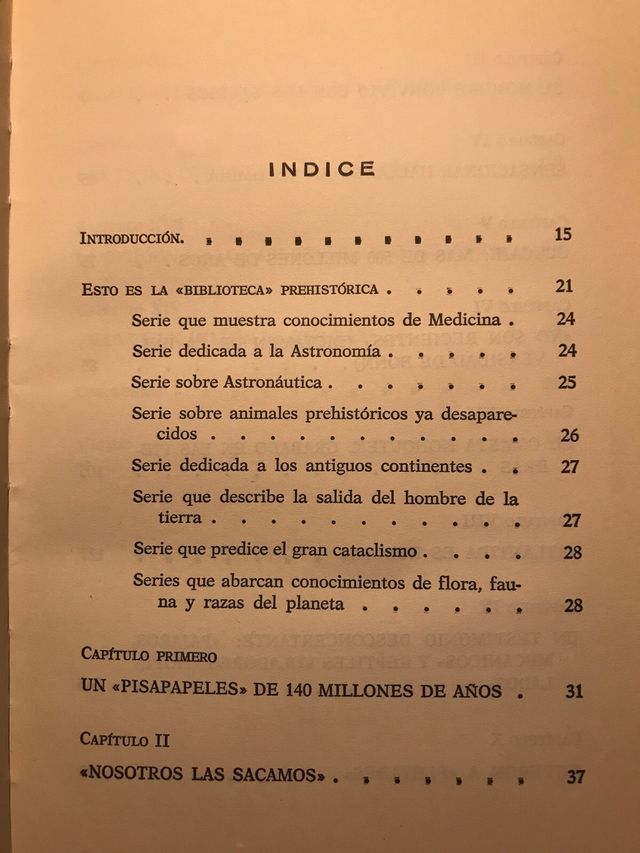 INDICE
INTRODUCCIÓN. . . . . . . . . . . . 15
ESTO ES LA «BIBLIOTECA» PREHISTÓRICA . . . . . 21
Serie que muestra conocimientos de Medicina . 24
Serie dedicada a la Astronomía . . . . . 24
Serie sobre Astronáutica . . . . . . . 25
Serie sobre animales prehistóricos ya desapare-
cidos . . . . . . . . . . . 26
Serie dedicada a los antiguos continentes . . 27
Serie que describe la salida del hombre de la
tierra . . . . . . . . . . . 27
Serie que predice el gran cataclismo . . . . 28
Series que abarcan conocimientos de flora, fau-
na y razas del planeta . . . . . . 28
CAPÍTULO PRIMERO
UN «PISAPAPELES» DE 140 MILLONES DE AÑOS . 31
CAPÍTULO II
«NOSOTROS LAS SACAMOS» . . . . . . . 37